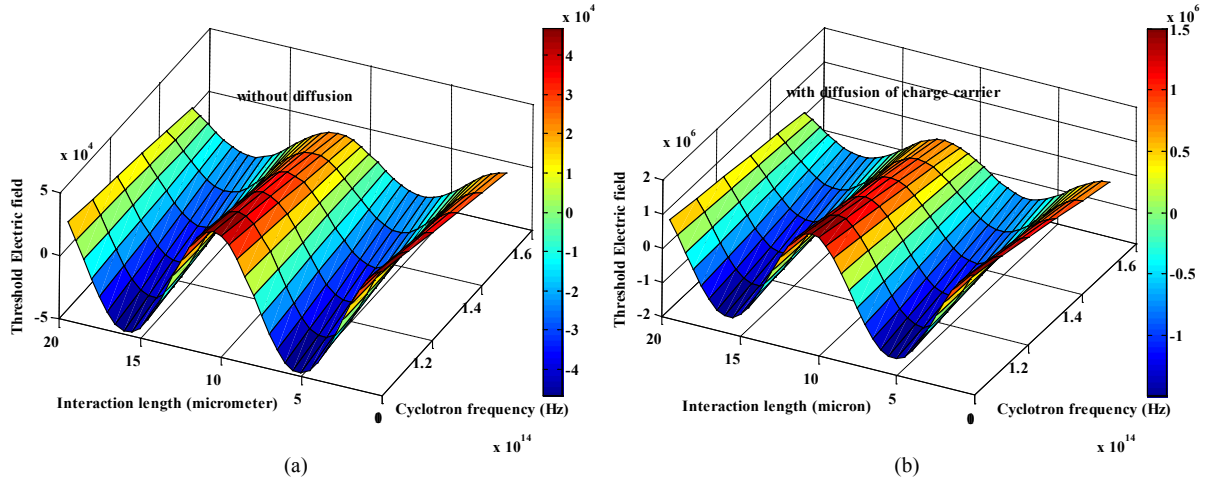 x 10^4
without diffusion
x 10^4
Threshold Electric field
5
0
-5
20
15
10
5
0
Interaction length (micrometer)
1.2
1.4
1.6
Cyclotron frequency (Hz)
x 10^14
4
3
2
1
0
-1
-2
-3
-4
(a)
x 10^6
with diffusion of charge carrier
x 10^6
Threshold Electric field
2
1
0
-1
-2
20
15
10
5
0
Interaction length (micron)
1.2
1.4
1.6
Cyclotron frequency (Hz)
x 10^14
1.5
1
0.5
0
-0.5
-1
(b)